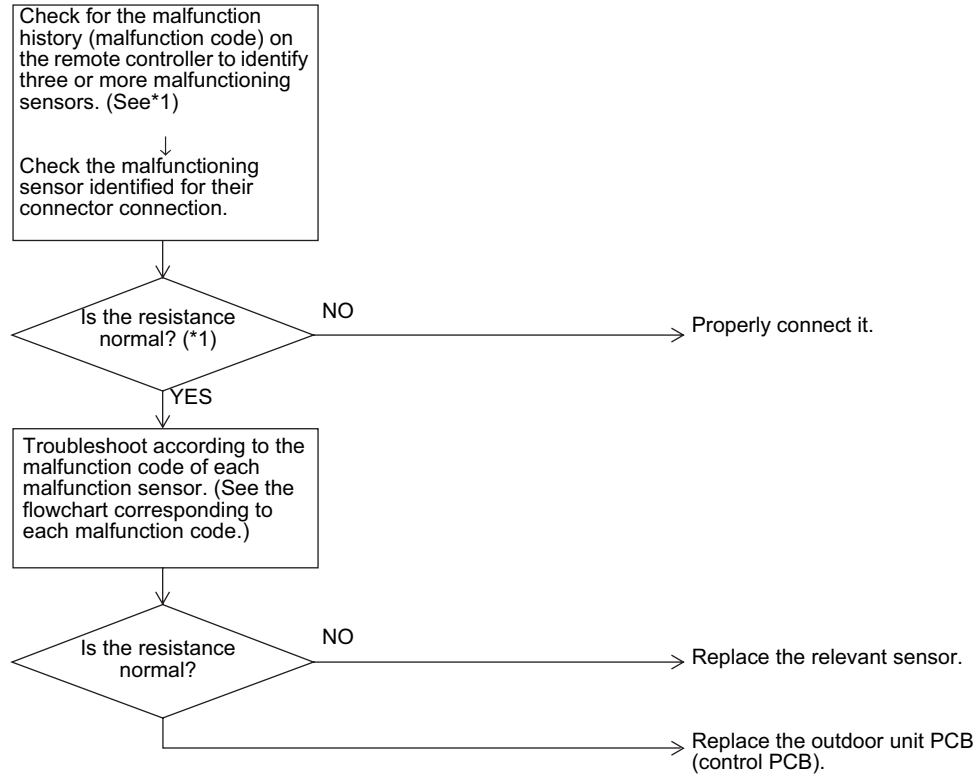 Check for the malfunction
history (malfunction code) on
the remote controller to identify
three or more malfunctioning
sensors. (See*1)
↓
Check the malfunctioning
sensor identified for their
connector connection.
Is the resistance
normal? (*1)
NO
Properly connect it.
YES
Troubleshoot according to the
malfunction code of each
malfunction sensor. (See the
flowchart corresponding to
each malfunction code.)
Is the resistance
normal?
NO
Replace the relevant sensor.
Replace the outdoor unit PCB
(control PCB).